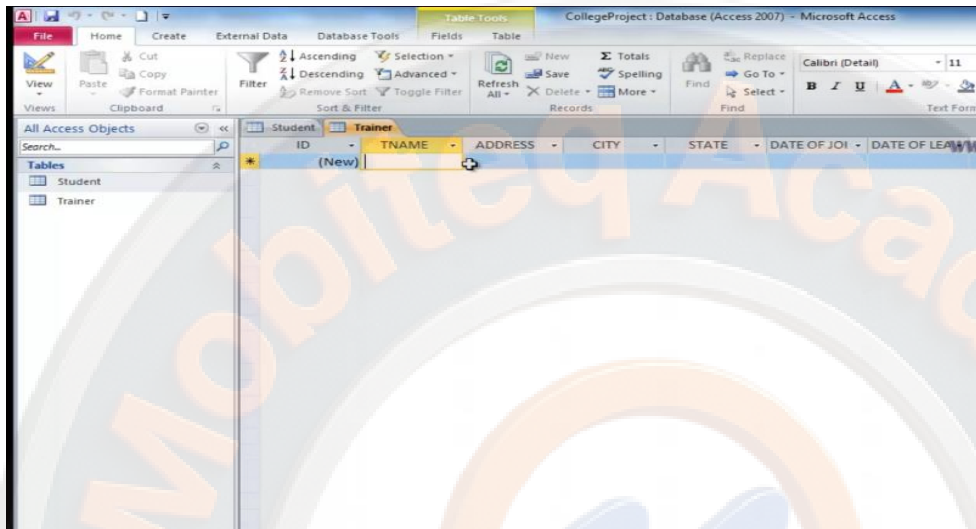 Table Tools CollegeProject : Database (Access 2007) - Microsoft Access
File Home Create External Data Database Tools Fields Table
View
Views
Paste
Cut
Copy
Format Painter
Clipboard
Filter
Ascending
Descending
Remove Sort
Selection
Advanced
Toggle Filter
Sort & Filter
Refresh All
New
Save
Delete
Totals
Spelling
More
Records
Find
Replace
Go To
Select
Find
Calibri (Detail) 11
B I U A
Text Form
All Access Objects
Search...
Tables
Student
Trainer
Student Trainer
ID TNAME ADDRESS CITY STATE DATE OF JOI DATE OF LEA
(New)
Mobiteq Aca